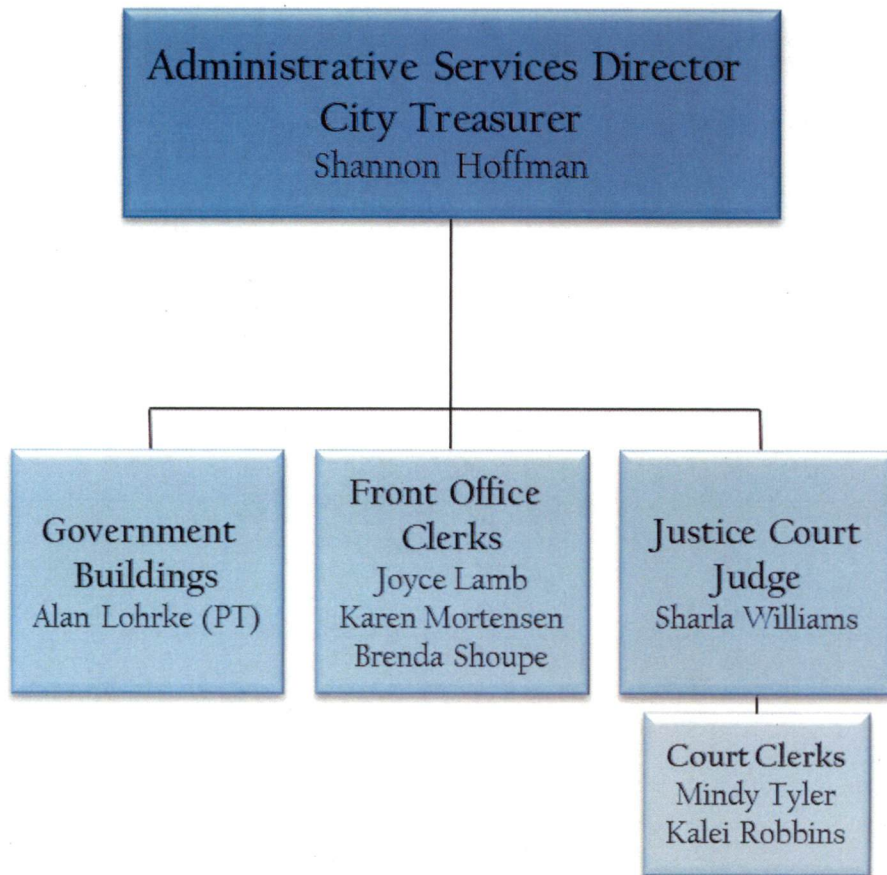 Administrative Services Director
City Treasurer
Shannon Hoffman
Government
Buildings
Alan Lohrke (PT)
Front Office
Clerks
Joyce Lamb
Karen Mortensen
Brenda Shoupe
Justice Court
Judge
Sharla Williams
Court Clerks
Mindy Tyler
Kalei Robbins